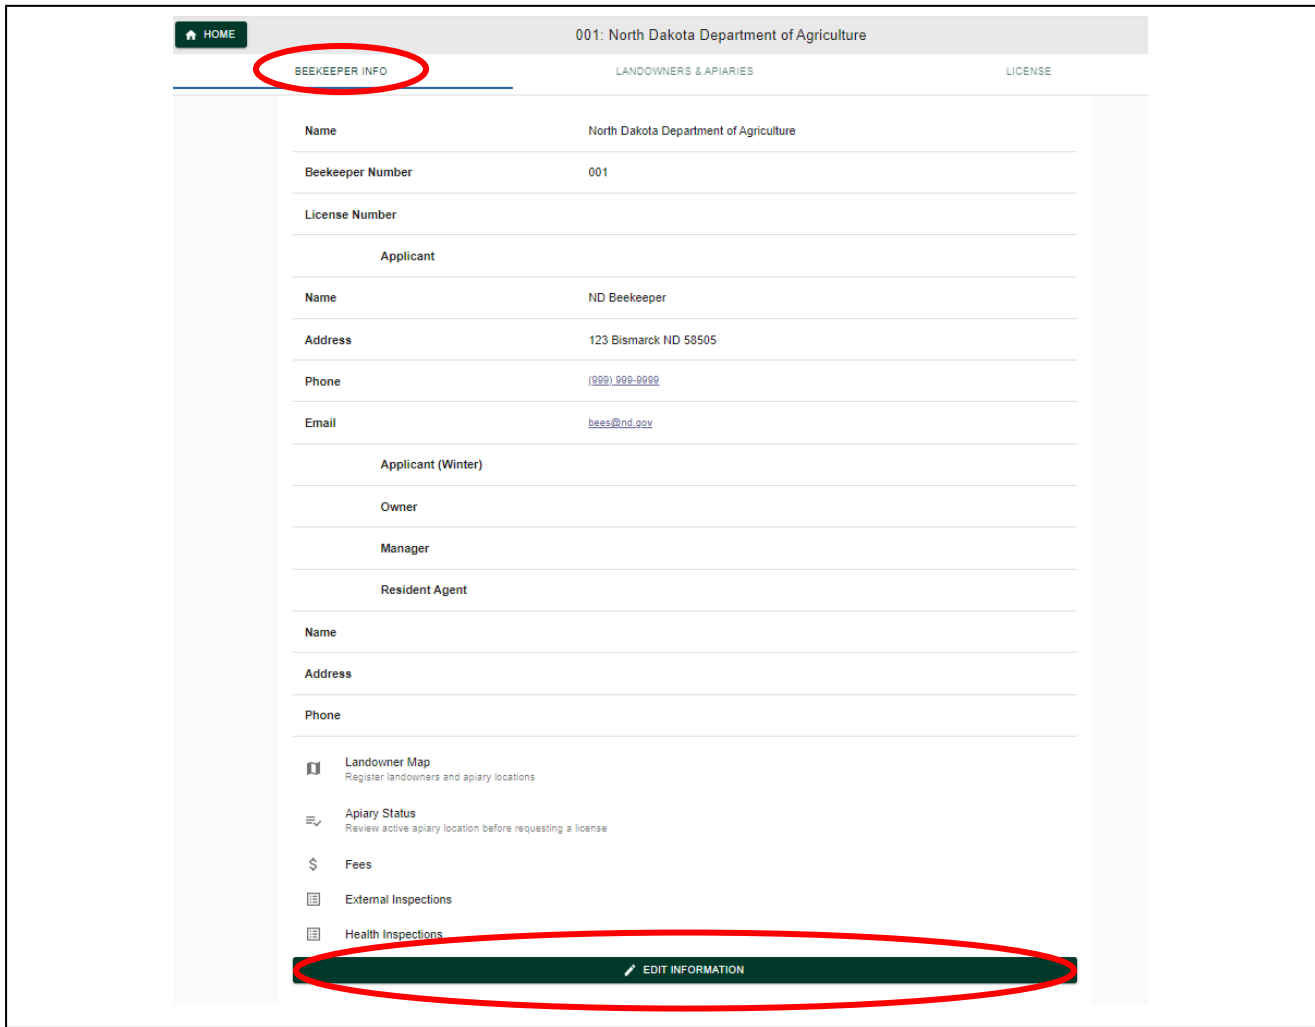 HOME
001: North Dakota Department of Agriculture
BEEKEEPER INFO
LANDOWNERS & APIARIES
LICENSE
Name North Dakota Department of Agriculture
Beekeeper Number 001
License Number
Applicant
Name ND Beekeeper
Address 123 Bismarck ND 58505
Phone (999) 999-9999
Email bees@nd.gov
Applicant (Winter)
Owner
Manager
Resident Agent
Name
Address
Phone
Landowner Map
Register landowners and apiary locations
Apiary Status
Review active apiary location before requesting a license
$ Fees
External Inspections
Health Inspections
EDIT INFORMATION